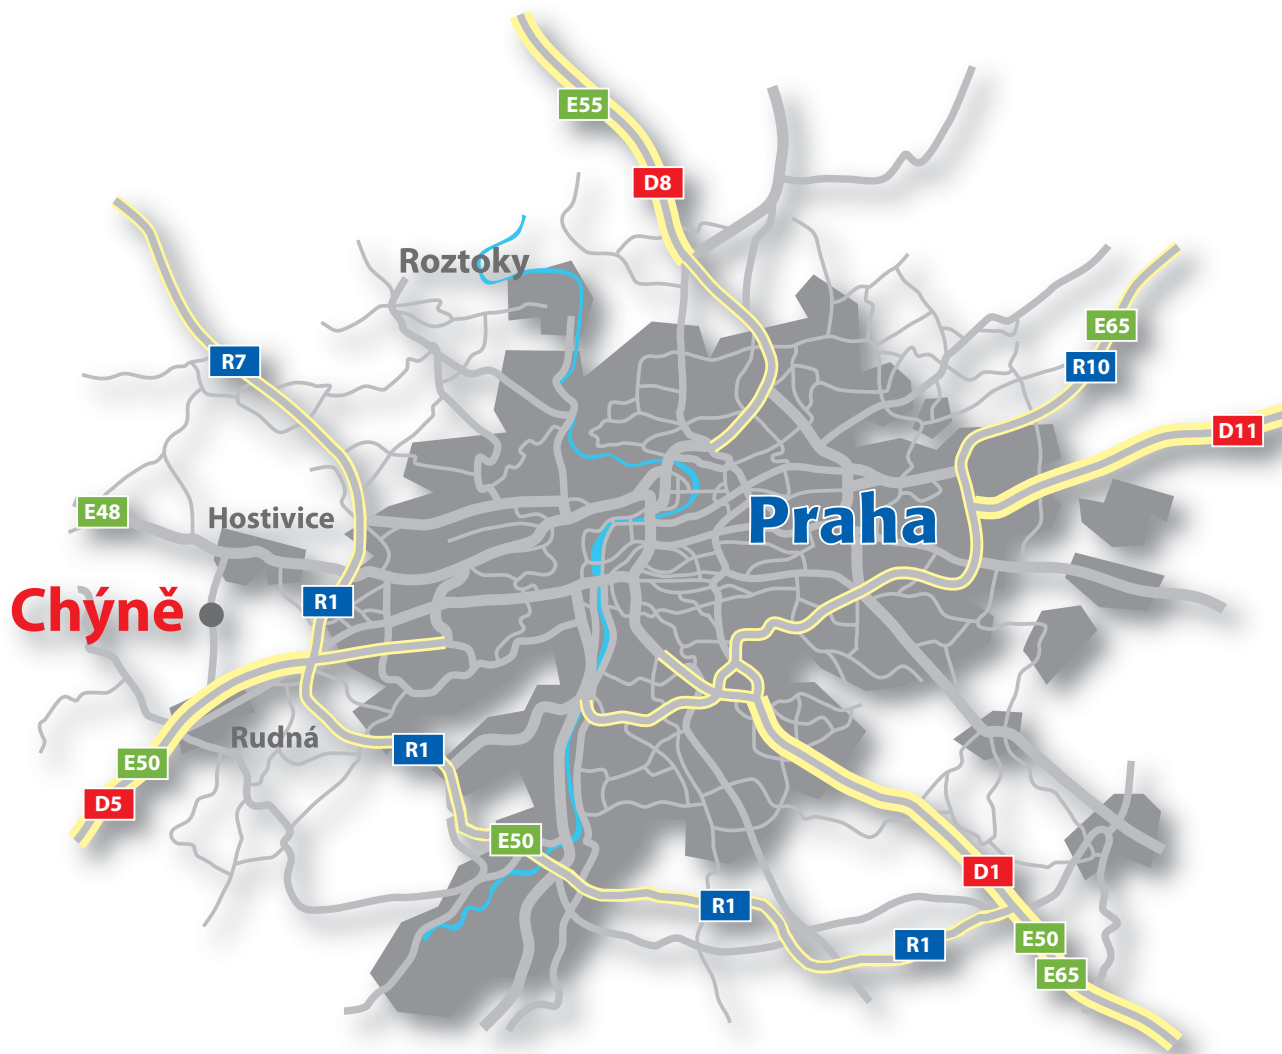 E55
D8
Roztoky
E65
R7
R10
D11
E48
Hostivice
Praha
Chýně
R1
Rudná
R1
E50
D5
E50
D1
R1
R1
E50
E65